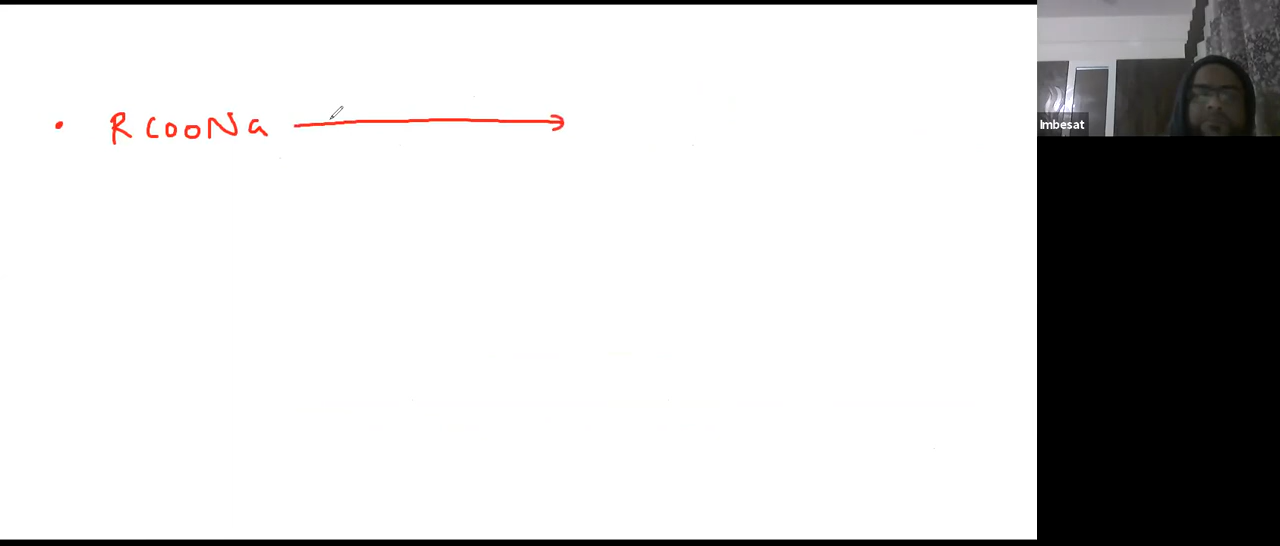 • RCOONa →
Imbesat